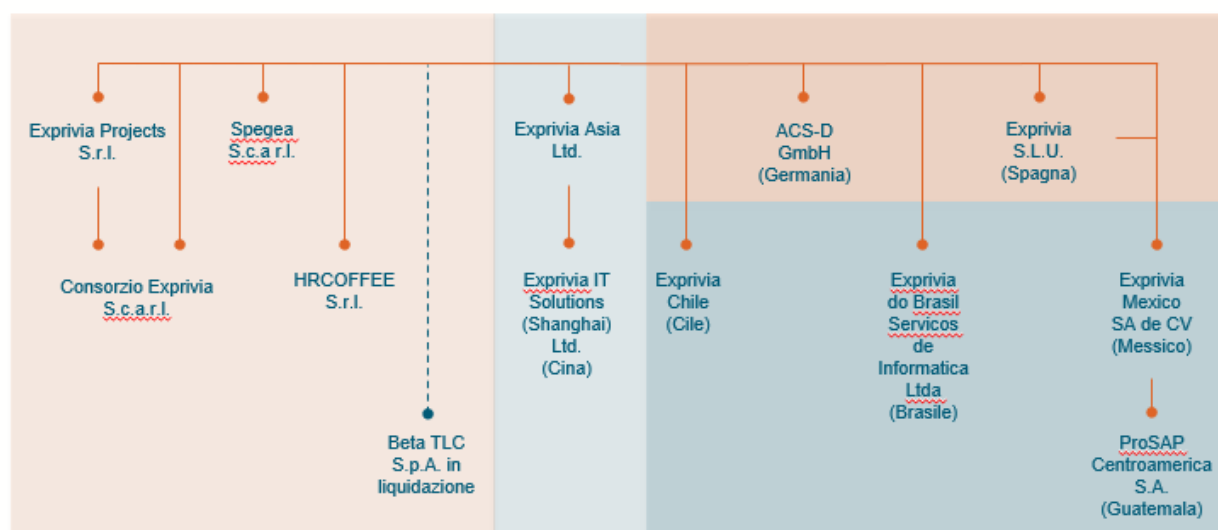 Exprivia Projects
S.r.l.
Spegea
S.c.a r.l.
Exprivia Asia
Ltd.
ACS-D
GmbH
(Germania)
Exprivia
S.L.U.
(Spagna)
Consorzio Exprivia
S.c.a.r.l.
HRCOFFEE
S.r.l.
Exprivia IT
Solutions
(Shanghai)
Ltd.
(Cina)
Exprivia
Chile
(Cile)
Exprivia
do Brasil
Servicos
de
Informatica
Ltda
(Brasile)
Exprivia
Mexico
SA de CV
(Messico)
Beta TLC
S.p.A. in
liquidazione
ProSAP
Centroamerica
S.A.
(Guatemala)